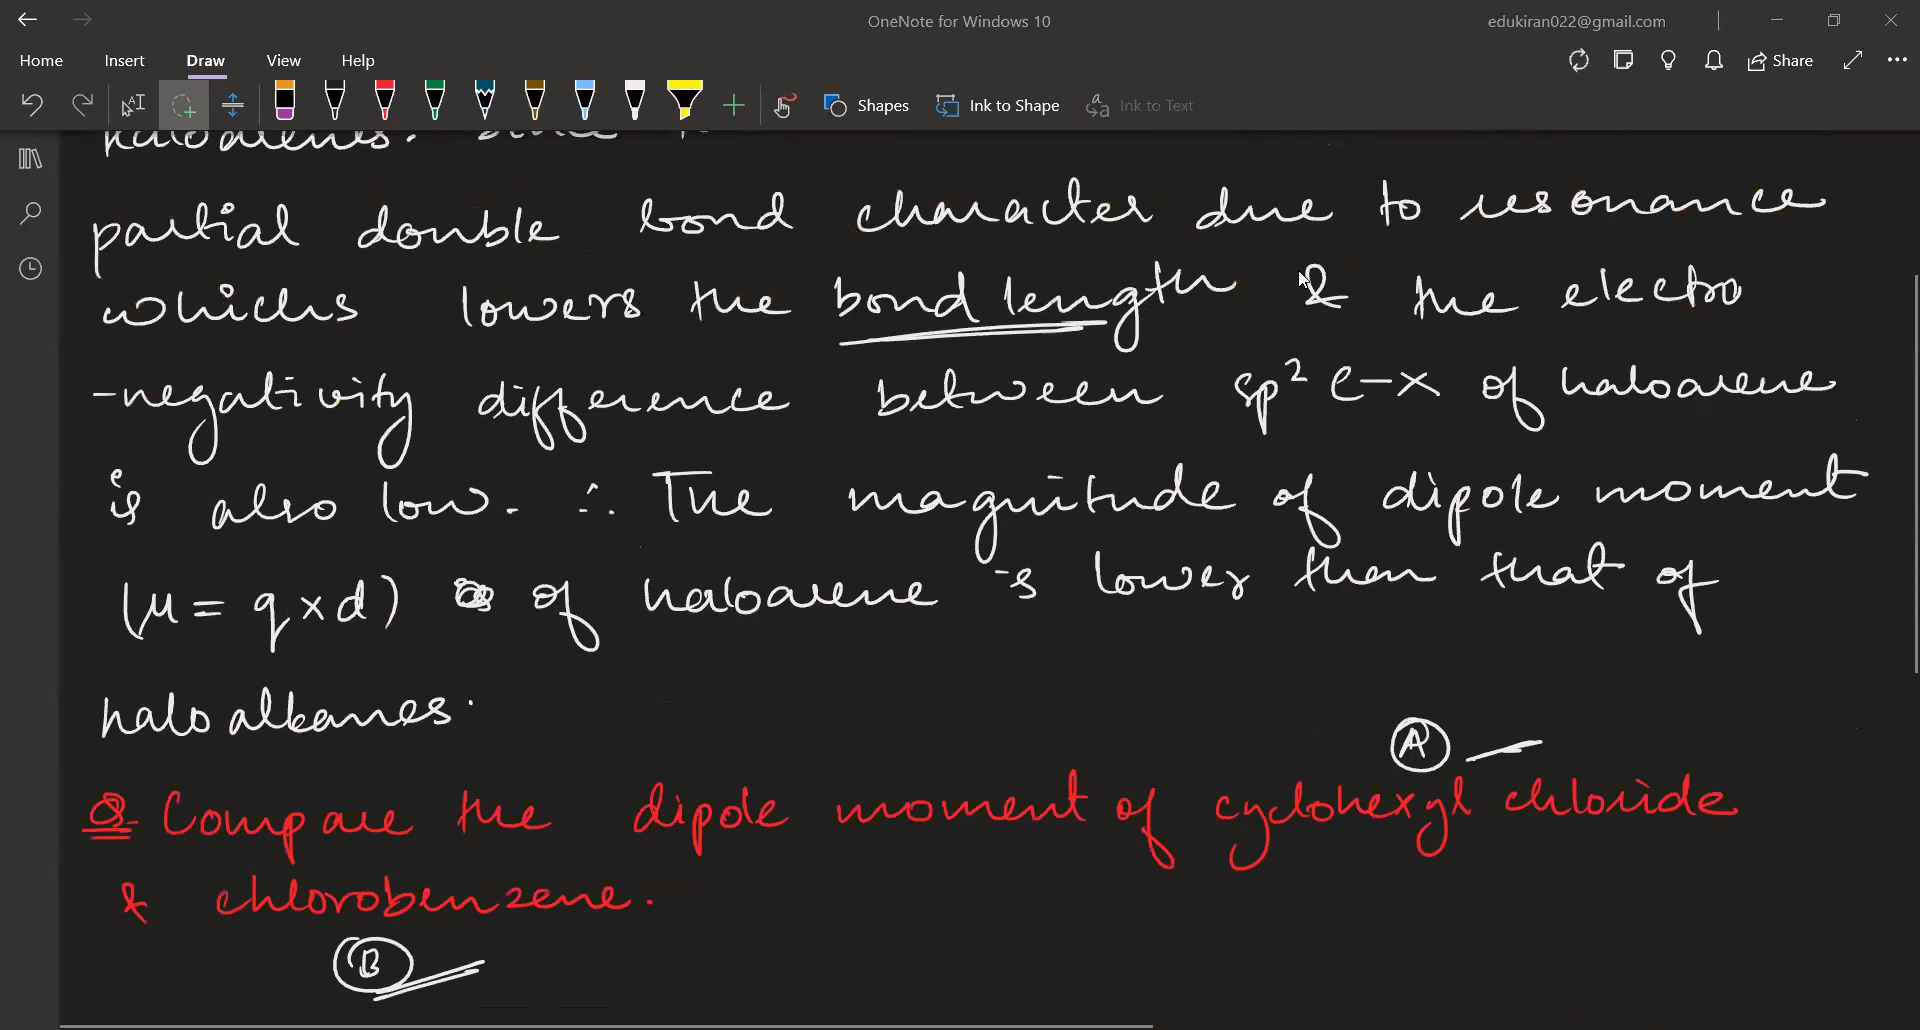 OneNote for Windows 10
edukiran022@gmail.com
Home Insert Draw View Help
Share
Shapes Ink to Shape Ink to Text
haloarenes. Since
partial double bond character due to resonance
which lowers the bond length & the electro
-negativity difference between sp² C-X of haloarene
is also low. ∴ The magnitude of dipole moment
(μ = q × d) of haloarene is lower then that of
haloalkanes.
A
Q Compare the dipole moment of cyclohexyl chloride
& chlorobenzene.
B